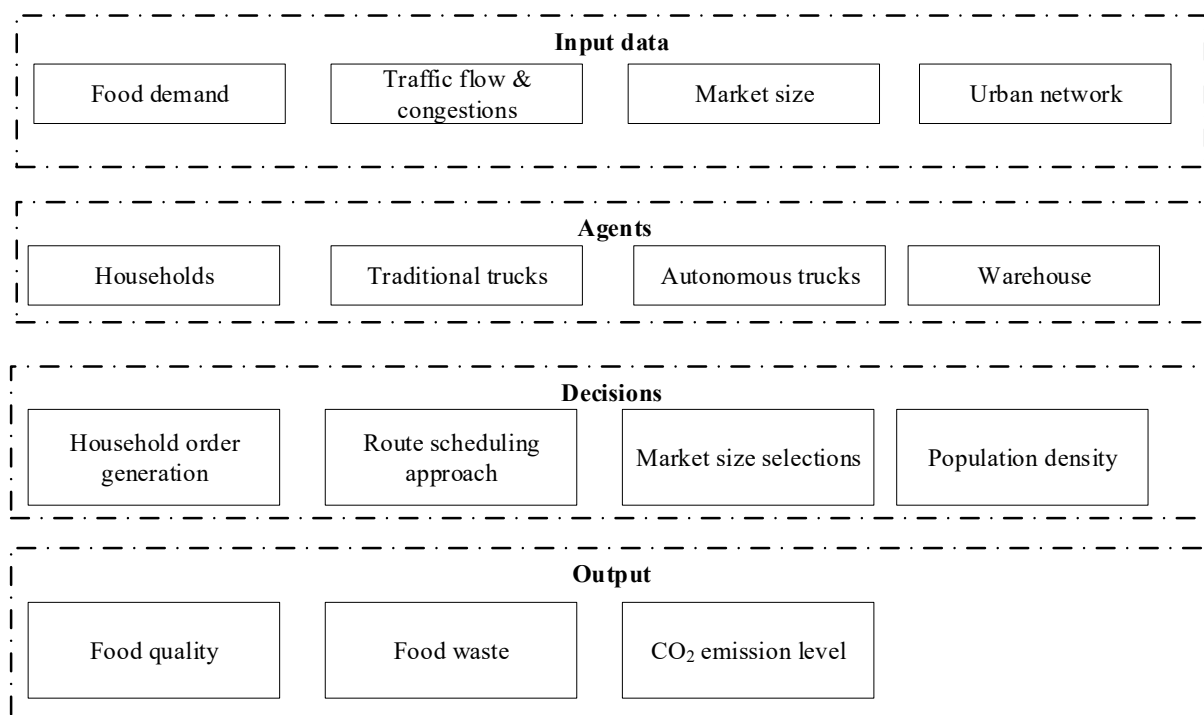 Input data
Food demand
Traffic flow &
congestions
Market size
Urban network
Agents
Households
Traditional trucks
Autonomous trucks
Warehouse
Decisions
Household order
generation
Route scheduling
approach
Market size selections
Population density
Output
Food quality
Food waste
CO₂ emission level